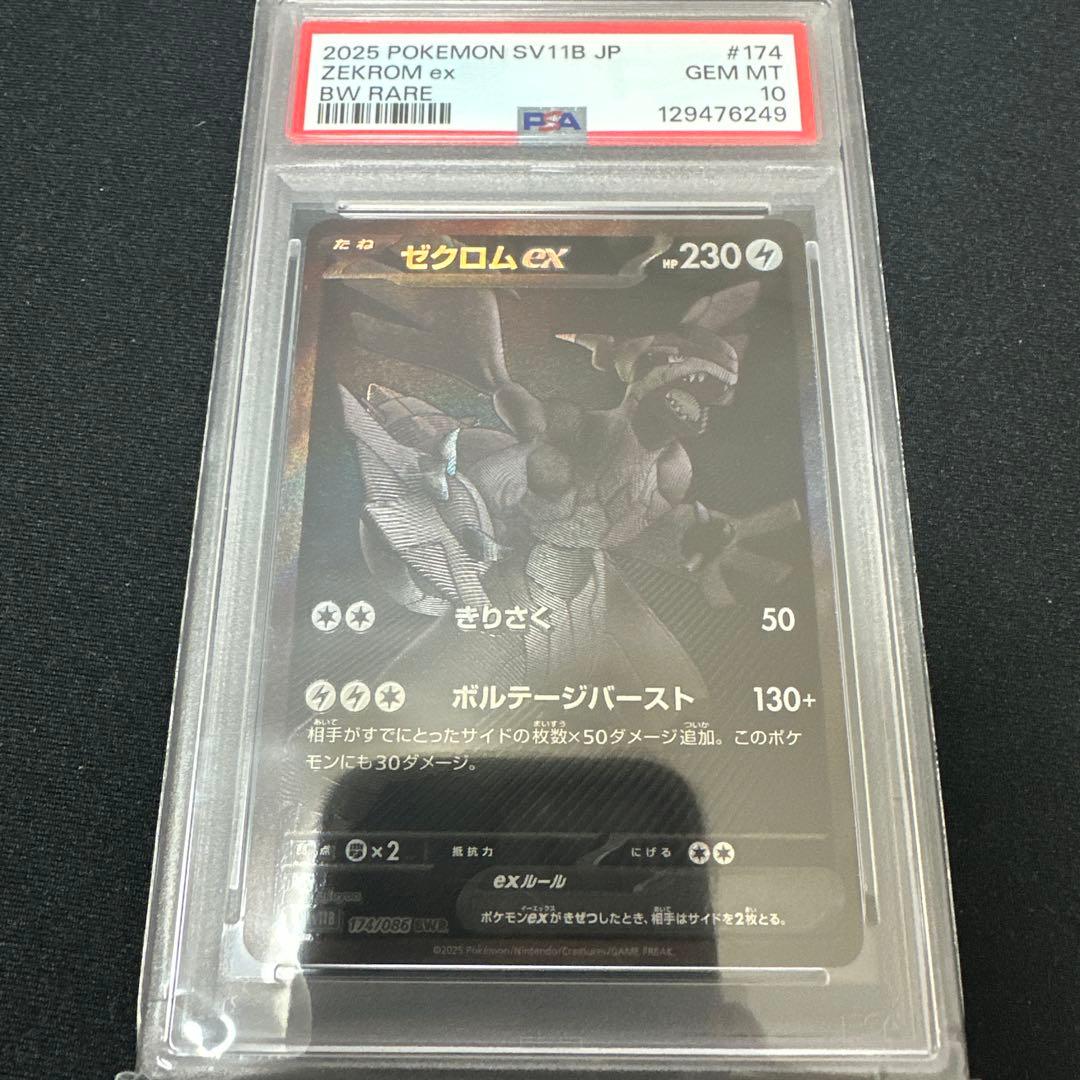 2025 POKEMON SV11B JP #174
ZEKROM ex GEM MT
BW RARE 10
PSA 129476249
たね ゼクロムex HP 230
きりさく 50
ボルテージバースト 130+
相手がすでにとったサイドの枚数×50ダメージ追加。このポケ
モンにも30ダメージ。
弱点 ×2 抵抗力 にげる
exルール
ポケモンexがきぜつしたとき、相手はサイドを2枚とる。
174/086 BWR
©2025 Pokémon/Nintendo/Creatures/GAME FREAK.